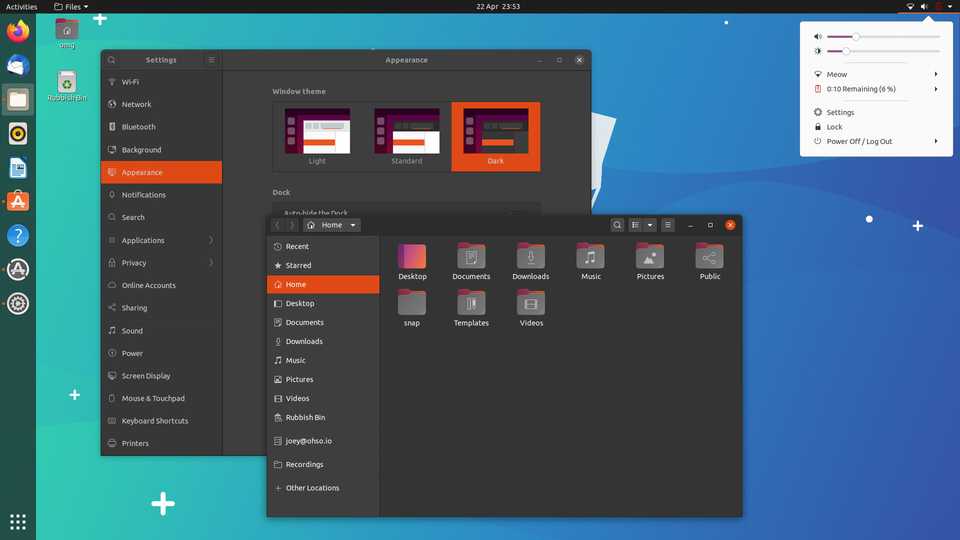 Activities
Files
22 Apr 23:53
omg
Rubbish Bin
Settings
Appearance
Wi-Fi
Network
Bluetooth
Background
Appearance
Notifications
Search
Applications
Privacy
Online Accounts
Sharing
Sound
Power
Screen Display
Mouse & Touchpad
Keyboard Shortcuts
Printers
Window theme
Light
Standard
Dark
Dock
Auto-hide the Dock
Home
Recent
Starred
Home
Desktop
Documents
Downloads
Music
Pictures
Videos
Rubbish Bin
joey@ohso.io
Recordings
Other Locations
Desktop
Documents
Downloads
Music
Pictures
Public
snap
Templates
Videos
Meow
0:10 Remaining (6 %)
Settings
Lock
Power Off / Log Out